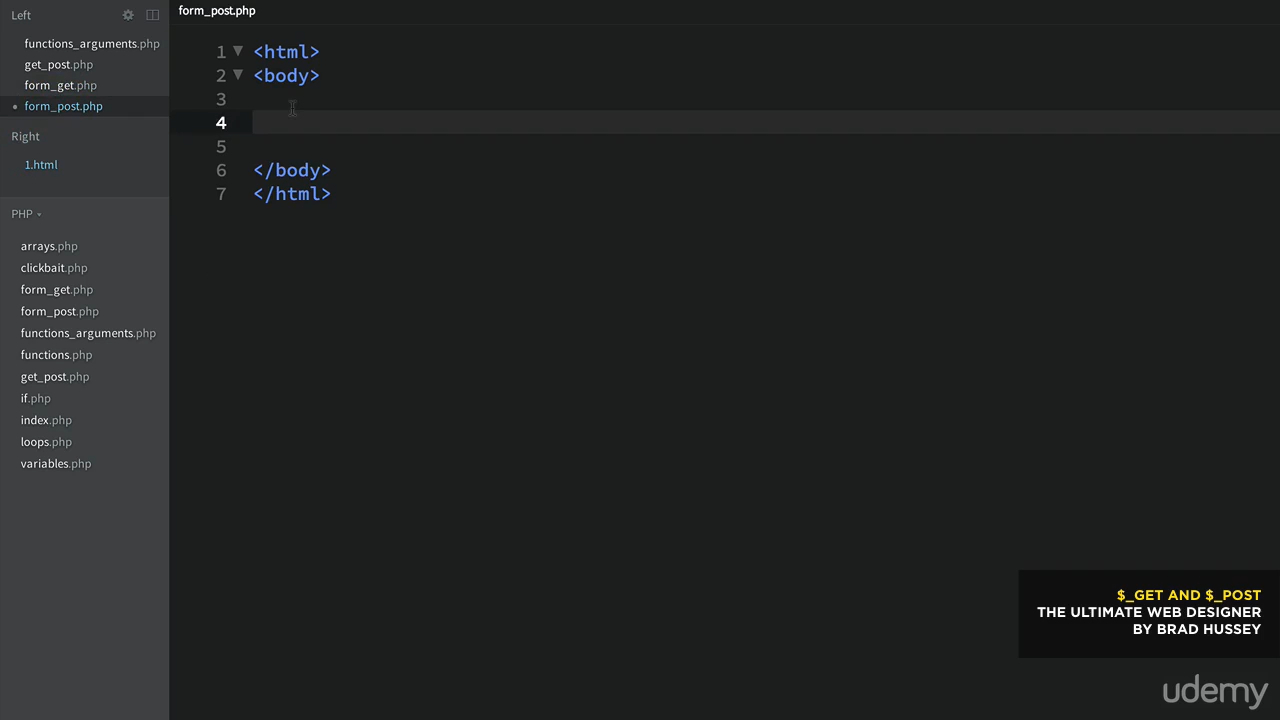 Left
functions_arguments.php
get_post.php
form_get.php
form_post.php
Right
1.html
PHP
arrays.php
clickbait.php
form_get.php
form_post.php
functions_arguments.php
functions.php
get_post.php
if.php
index.php
loops.php
variables.php
form_post.php
1 <html>
2 <body>
3
4
5
6 </body>
7 </html>
$_GET AND $_POST
THE ULTIMATE WEB DESIGNER
BY BRAD HUSSEY
udemy